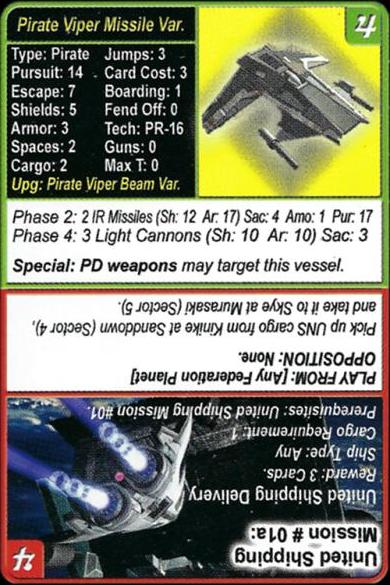 Pirate Viper Missile Var.
4
Type: Pirate Jumps: 3
Pursuit: 14 Card Cost: 3
Escape: 7 Boarding: 1
Shields: 5 Fend Off: 0
Armor: 3 Tech: PR-16
Spaces: 2 Guns: 0
Cargo: 2 Max T: 0
Upg: Pirate Viper Beam Var.
Phase 2: 2 IR Missiles (Sh: 12 Ar: 17) Sac: 4 Amo: 1 Pur: 17
Phase 4: 3 Light Cannons (Sh: 10 Ar: 10) Sac: 3
Special: PD weapons may target this vessel.
United Shipping
Mission # 01a:
4
United Shipping Delivery
Reward: 3 Cards.
Ship Type: Any
Cargo Requirement: 1
Prerequisites: United Shipping Mission #01.
PLAY FROM: [Any Federation Planet]
OPPOSITION: None.
Pick up UNS cargo from Kinike at Sanddown (Sector 4),
and take it to Skye at Murasaki (Sector 5).